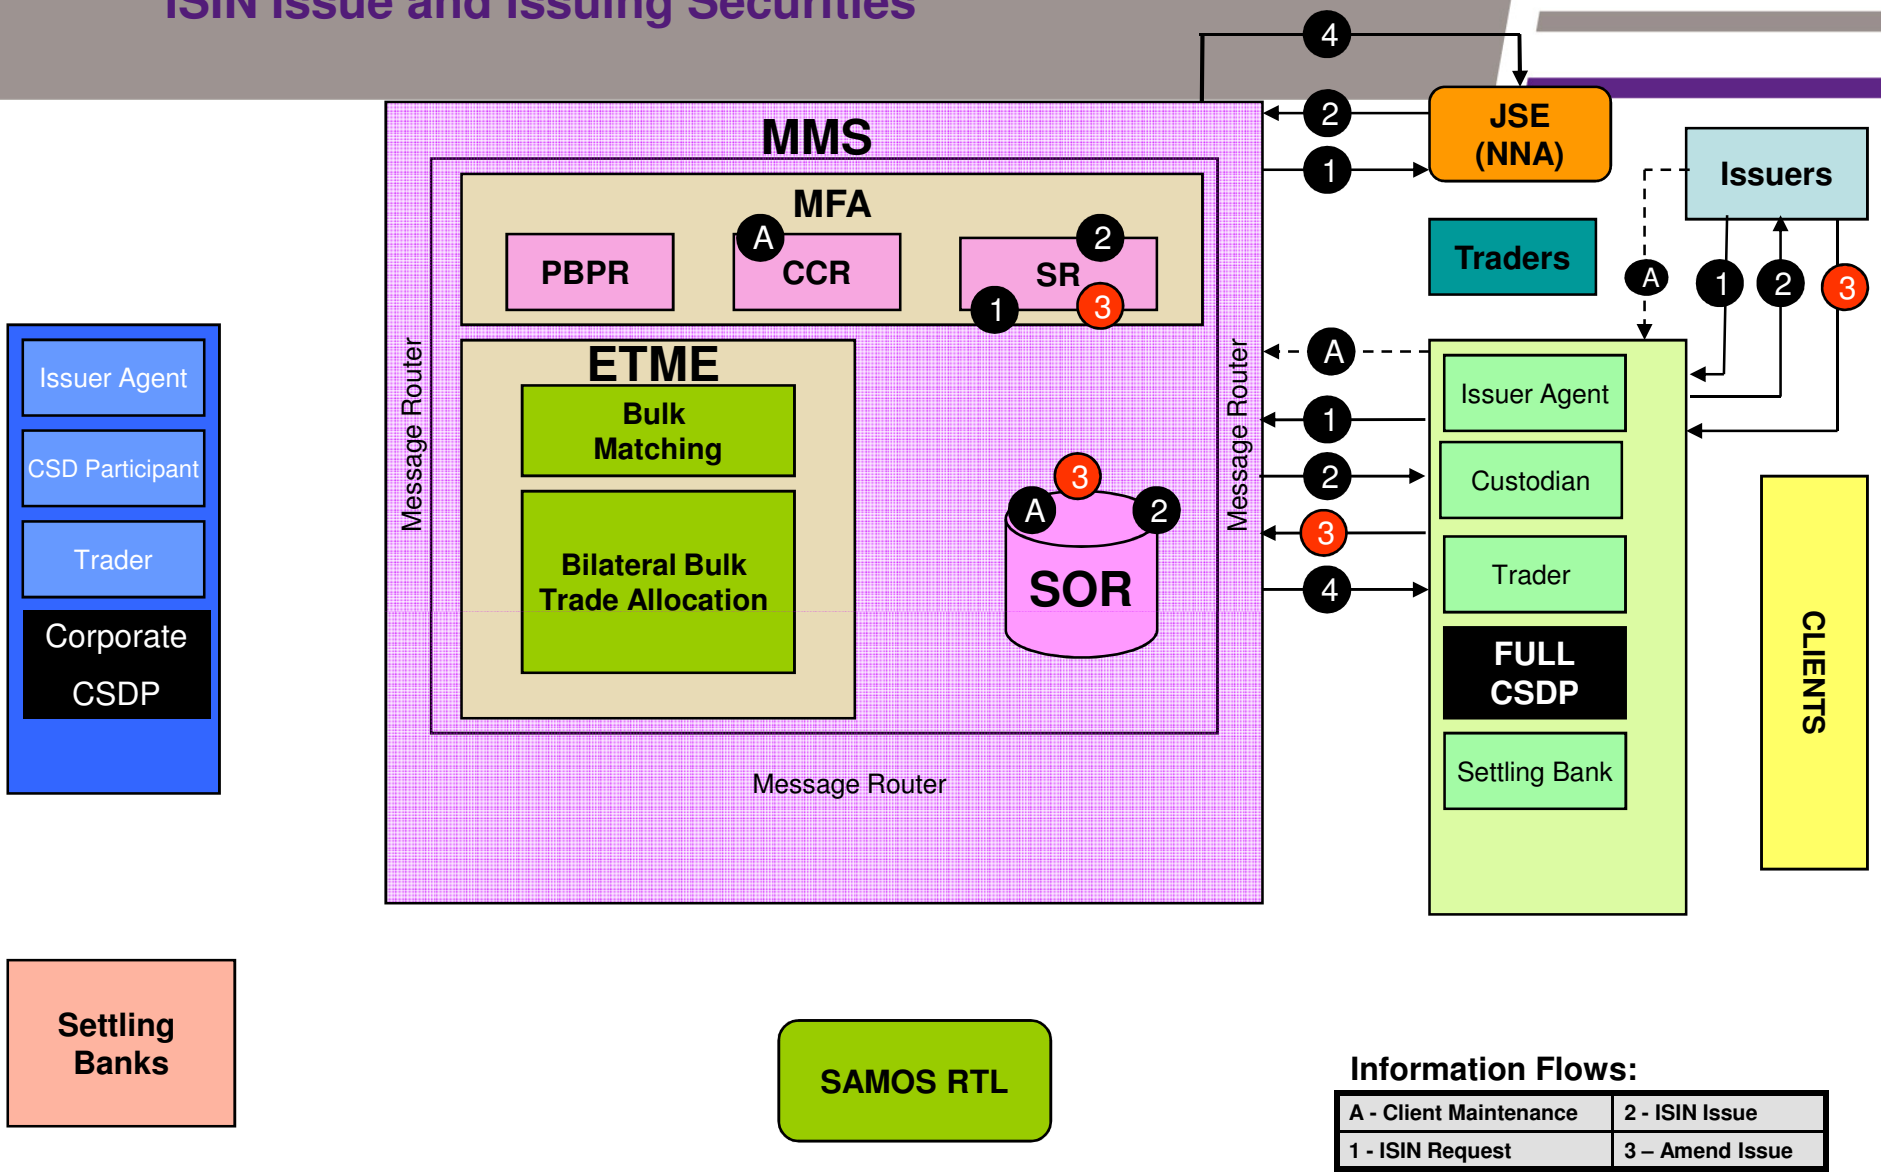 ISIN Issue and Issuing Securities
4
2
1
JSE
(NNA)
Issuers
Traders
A
1
2
3
MMS
MFA
PBPR
A
CCR
2
SR
1
3
ETME
Bulk
Matching
Bilateral Bulk
Trade Allocation
3
A
2
SOR
Message Router
Message Router
Message Router
A
1
2
3
4
Issuer Agent
Custodian
Trader
FULL
CSDP
Settling Bank
CLIENTS
Issuer Agent
CSD Participant
Trader
Corporate
CSDP
Settling
Banks
SAMOS RTL
Information Flows:
A - Client Maintenance
2 - ISIN Issue
1 - ISIN Request
3 – Amend Issue